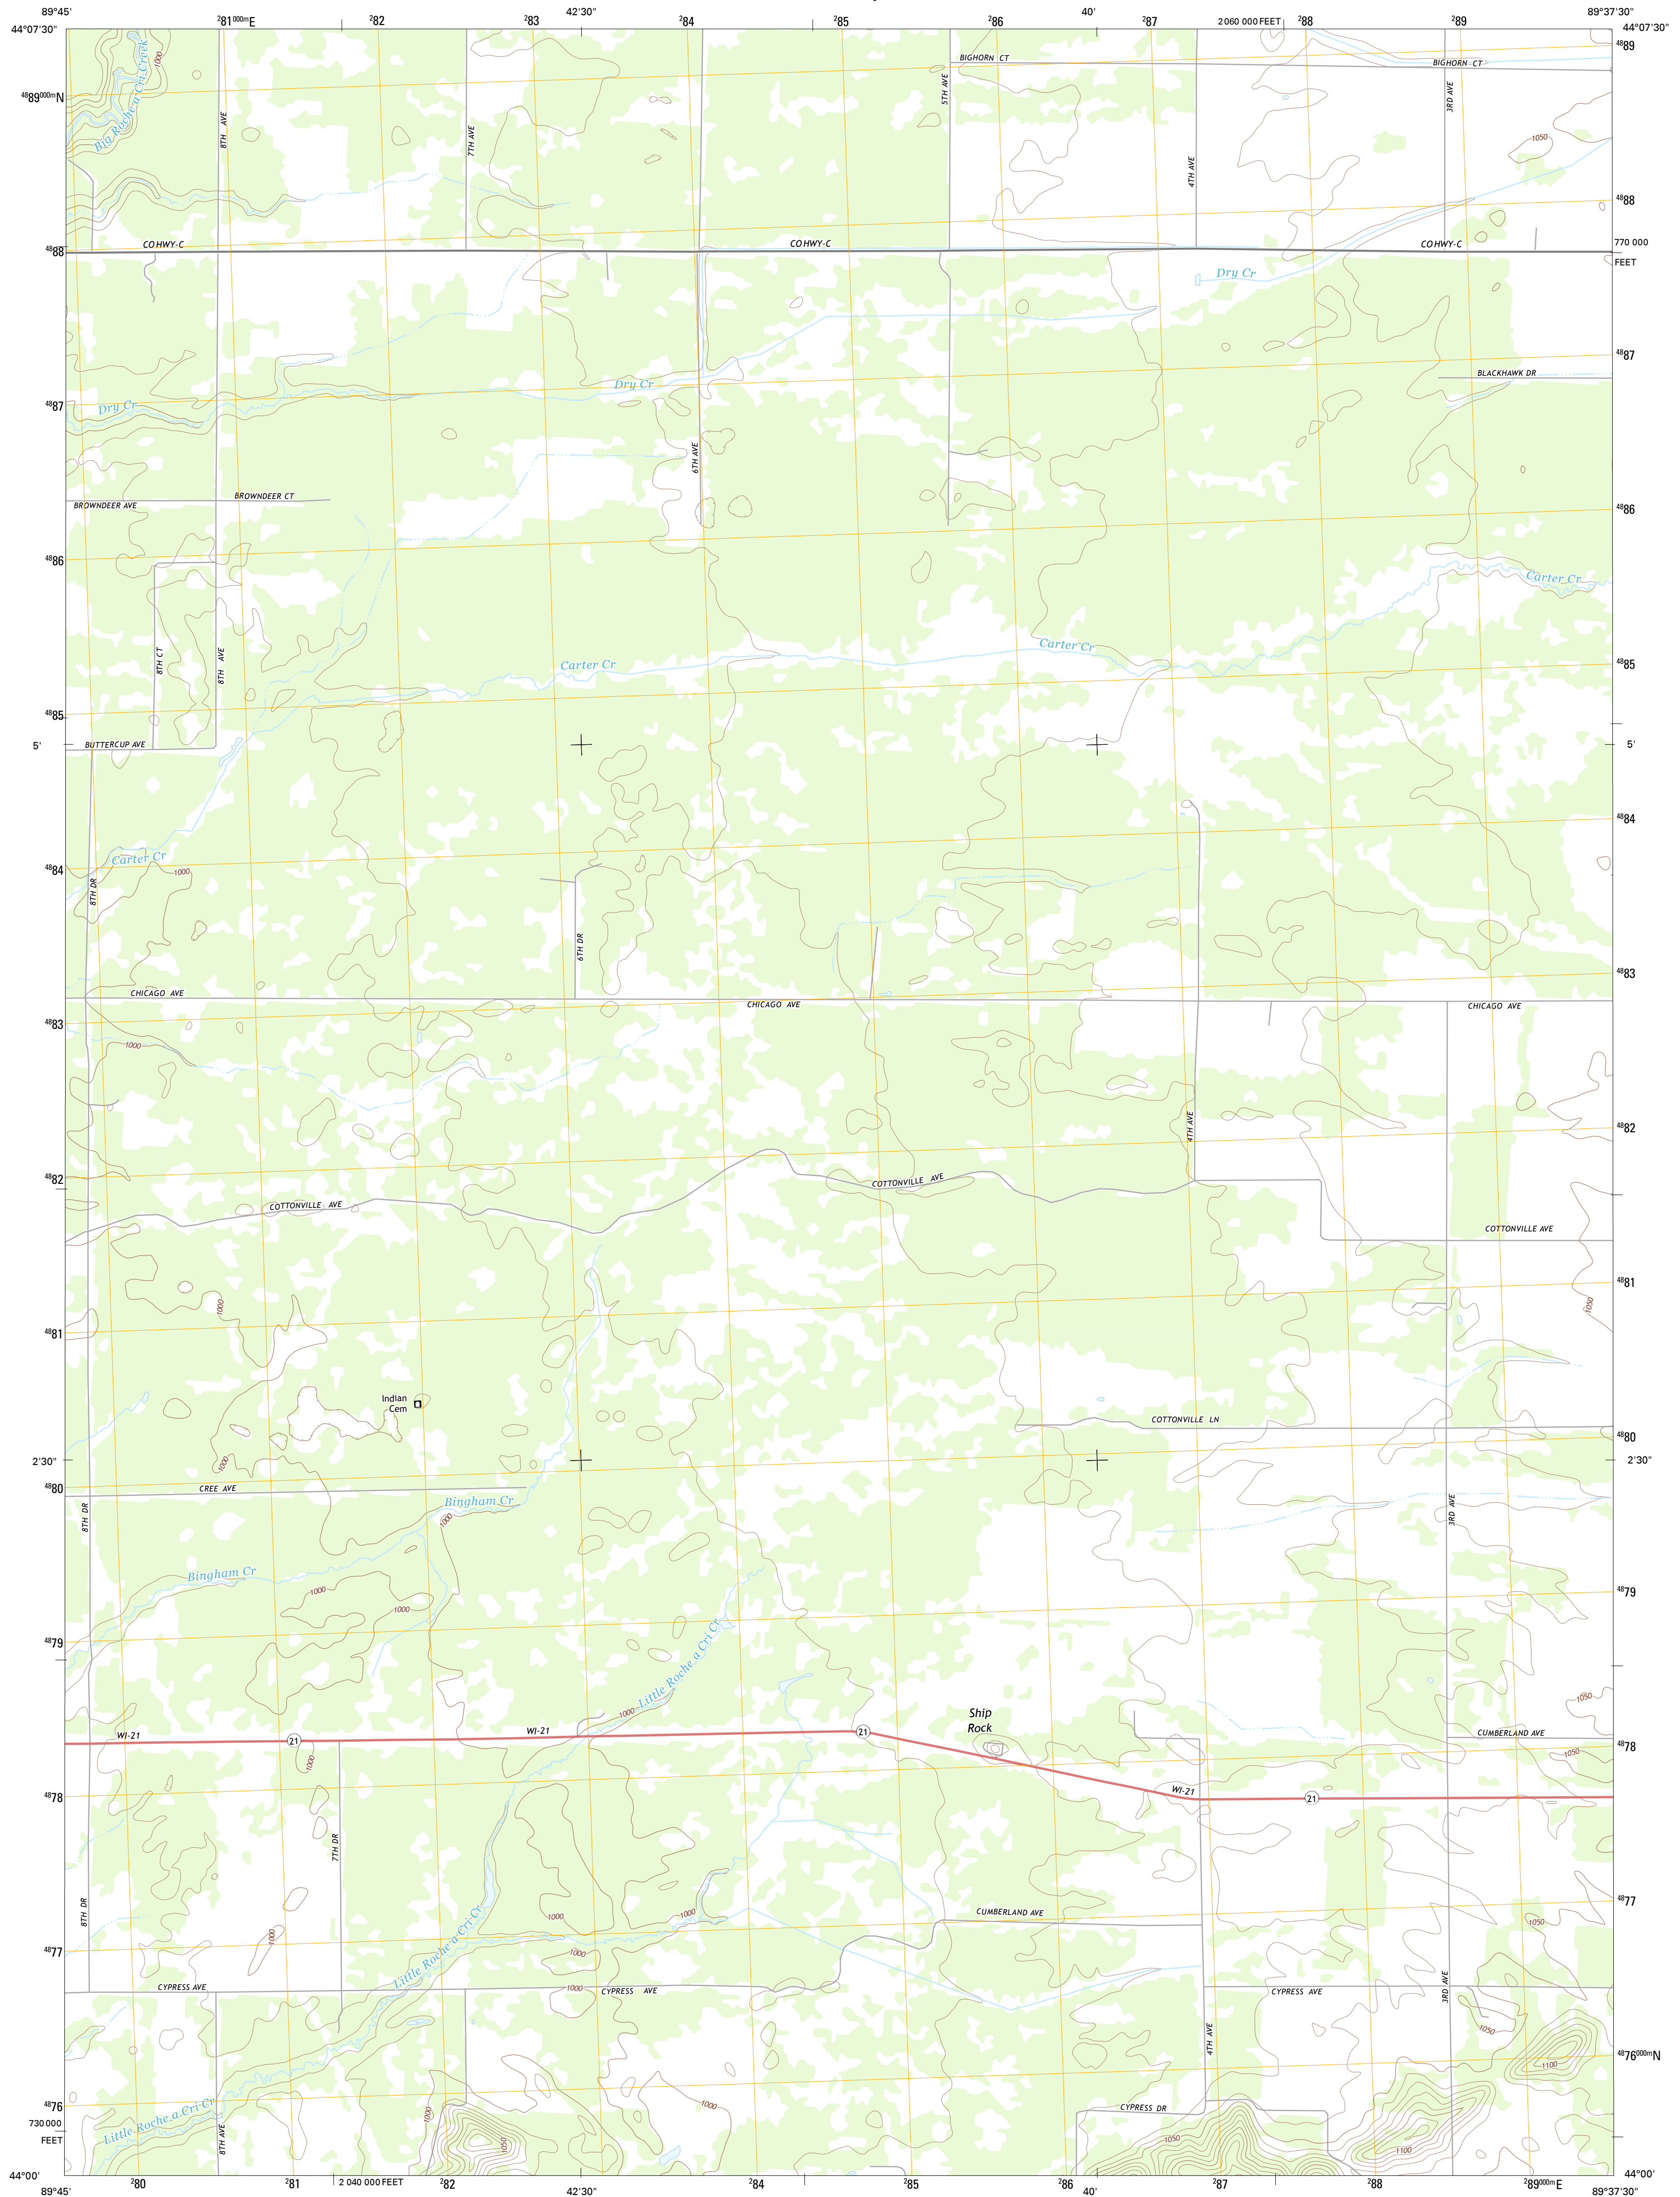 89°45'
²81⁰⁰⁰ᵐE
²82
²83
42'30"
²84
²85
²86
40'
²87
2 060 000 FEET
²88
²89
89°37'30"
44°07'30"
44°07'30"
⁴⁸89
BIGHORN CT
BIGHORN CT
Big Roche a Cri Creek
1000
⁴⁸89⁰⁰⁰ᵐN
8TH AVE
7TH AVE
5TH AVE
4TH AVE
3RD AVE
1050
⁴⁸88
⁴⁸88
CO HWY-C
CO HWY-C
CO HWY-C
770 000
FEET
Dry Cr
⁴⁸87
BLACKHAWK DR
Dry Cr
Dry Cr
⁴⁸87
6TH AVE
BROWNDEER CT
BROWNDEER AVE
⁴⁸86
⁴⁸86
Carter Cr
8TH CT
8TH AVE
Carter Cr
Carter Cr
⁴⁸85
⁴⁸85
BUTTERCUP AVE
5'
5'
⁴⁸84
Carter Cr
⁴⁸84
1000
8TH DR
6TH DR
⁴⁸83
CHICAGO AVE
CHICAGO AVE
CHICAGO AVE
⁴⁸83
1000
4TH AVE
⁴⁸82
⁴⁸82
COTTONVILLE AVE
COTTONVILLE AVE
COTTONVILLE AVE
⁴⁸81
1000
1050
⁴⁸81
Indian
Cem
COTTONVILLE LN
⁴⁸80
1000
2'30"
2'30"
⁴⁸80
CREE AVE
Bingham Cr
1000
8TH DR
3RD AVE
Bingham Cr
1000
1000
⁴⁸79
⁴⁸79
Little Roche a Cri Cr
1000
1050
Ship
Rock
WI-21
21
WI-21
21
CUMBERLAND AVE
⁴⁸78
1050
1000
WI-21
21
⁴⁸78
7TH DR
⁴⁸77
8TH DR
1000
1000
CUMBERLAND AVE
1050
1000
Little Roche a Cri Cr
⁴⁸77
1000
CYPRESS AVE
1000
CYPRESS AVE
CYPRESS AVE
3RD AVE
1050
4TH AVE
⁴⁸76⁰⁰⁰ᵐN
1100
⁴⁸76
1000
1000
CYPRESS DR
Little Roche a Cri Cr
730 000
FEET
8TH AVE
1050
1050
1100
44°00'
44°00'
²80
²81
2 040 000 FEET
²82
²84
²85
²86
²87
²88
²89⁰⁰⁰ᵐE
89°45'
42'30"
40'
89°37'30"